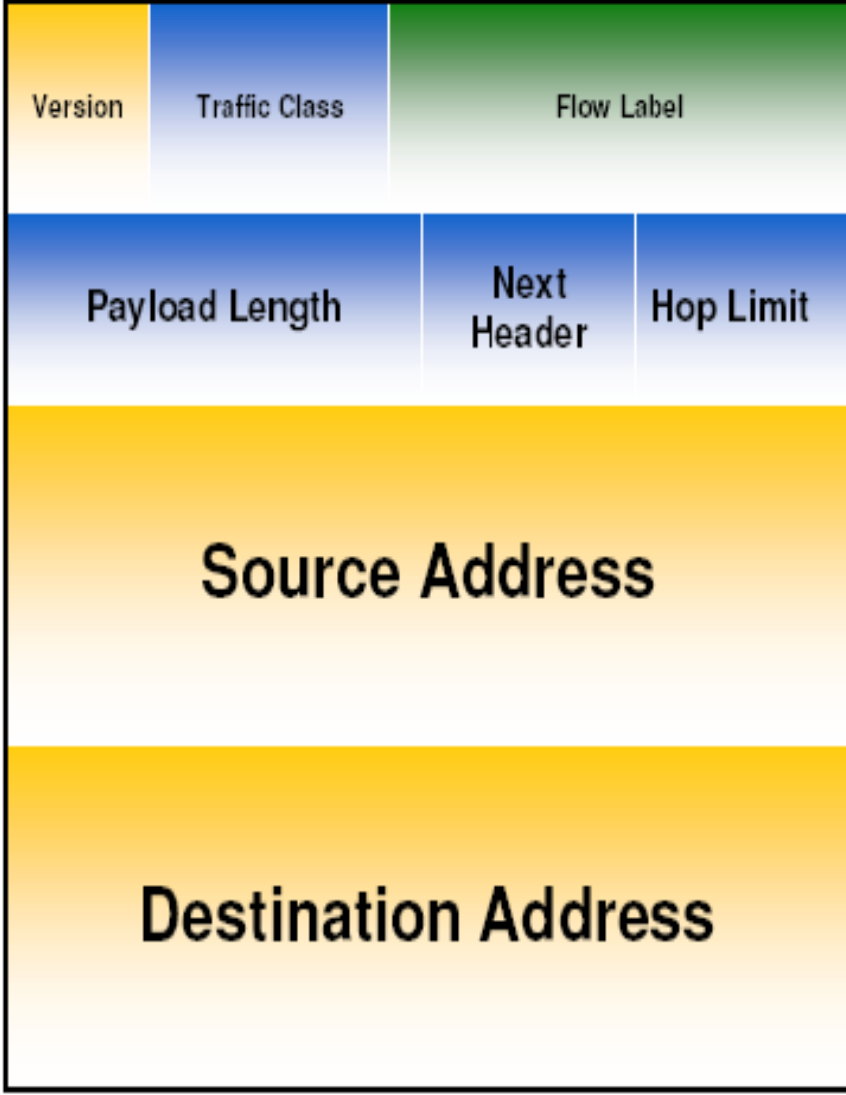 Version
Traffic Class
Flow Label
Payload Length
Next
Header
Hop Limit
Source Address
Destination Address